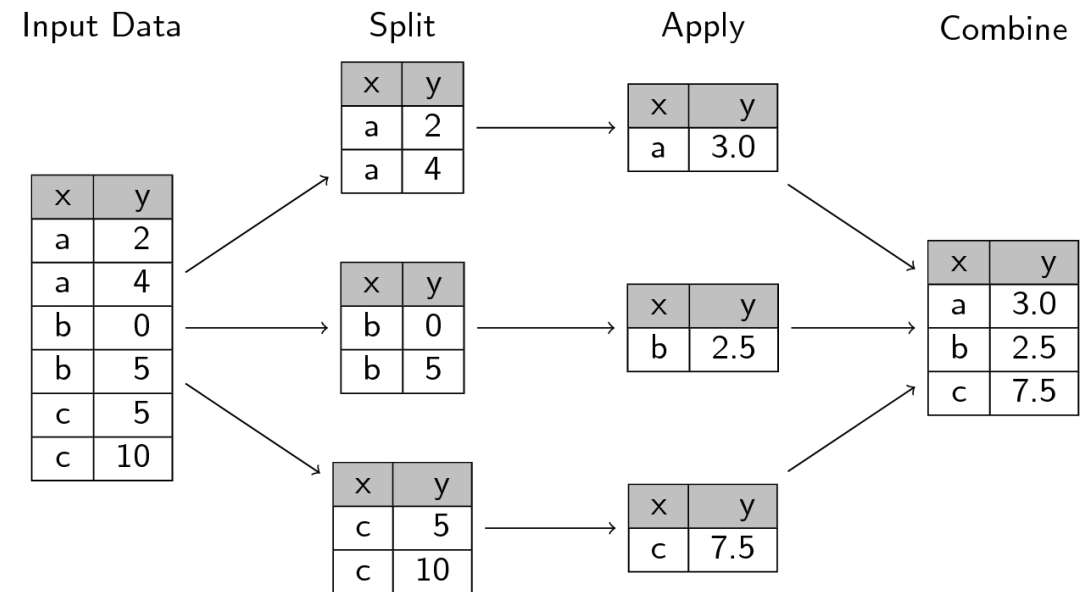 Input Data
Split
Apply
Combine
x y
a 2
a 4
b 0
b 5
c 5
c 10
x y
a 2
a 4
x y
b 0
b 5
x y
c 5
c 10
x y
a 3.0
x y
b 2.5
x y
c 7.5
x y
a 3.0
b 2.5
c 7.5